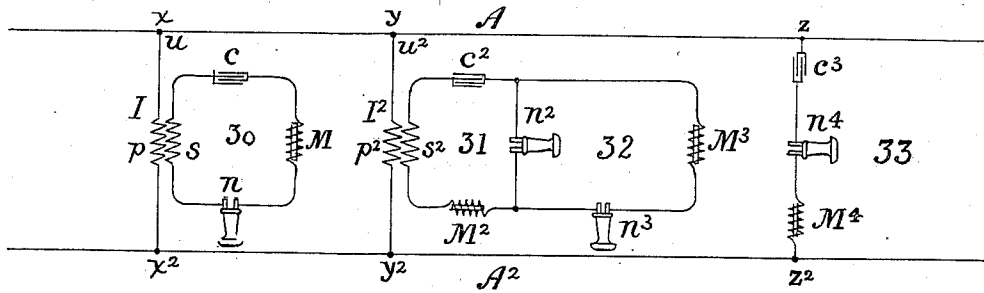 x y A z
u u²
c c² c³
I I² n² n⁴
p s 30 M p² s² 31 32 M³ 33
n M² n³ M⁴
x² y² A² z²